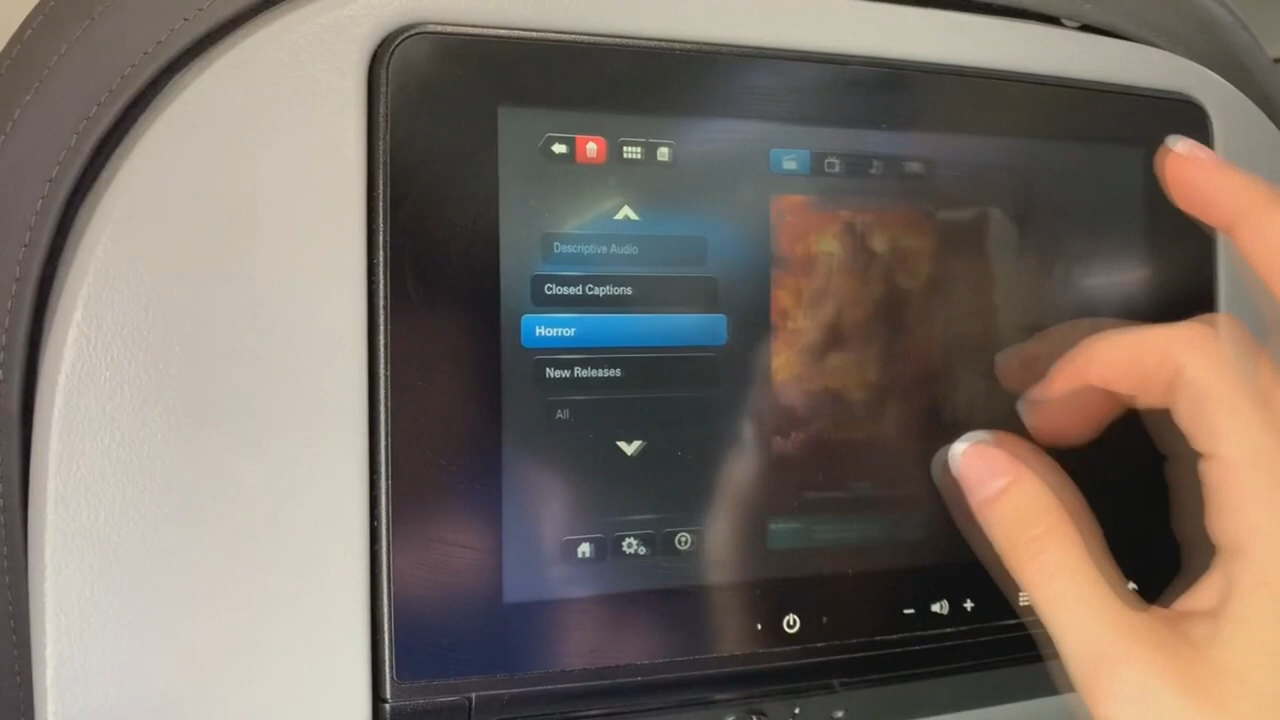 Descriptive Audio
Closed Captions
Horror
New Releases
All